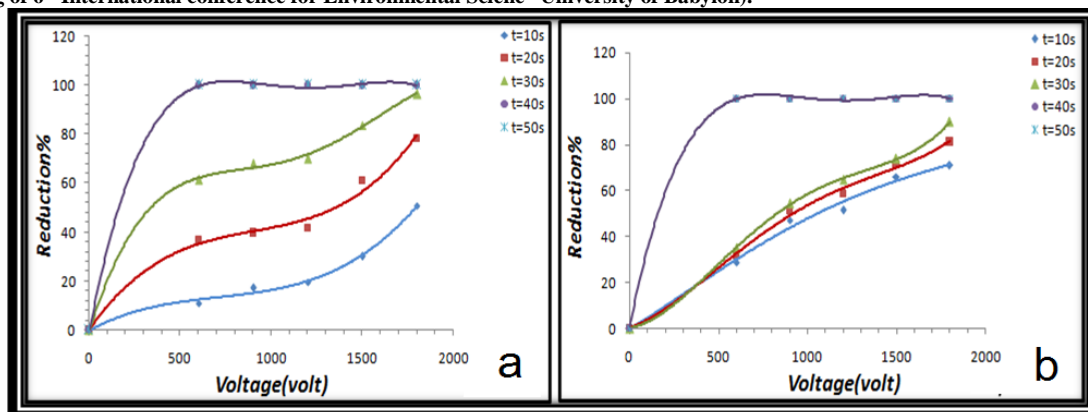 of 6 International conference for Environmental Science University of Babylon).
120
100
80
60
40
20
0
Reduction%
0
500
1000
1500
2000
Voltage(volt)
t=10s
t=20s
t=30s
t=40s
t=50s
a
120
100
80
60
40
20
0
Reduction%
0
500
1000
1500
2000
Voltage(volt)
t=10s
t=20s
t=30s
t=40s
t=50s
b